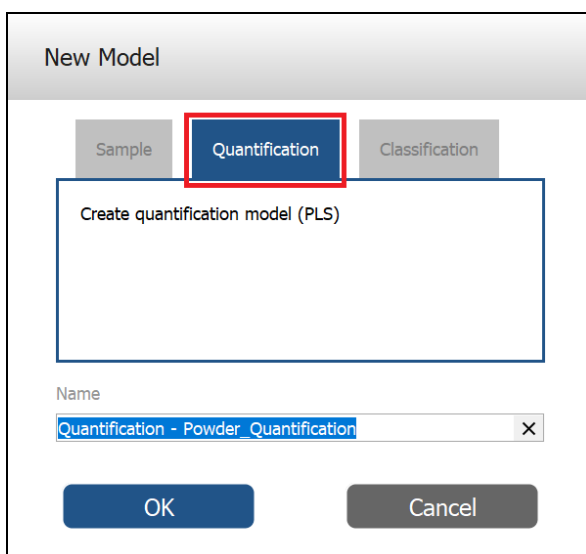 New Model
Sample Quantification Classification
Create quantification model (PLS)
Name
Quantification - Powder_Quantification
OK Cancel